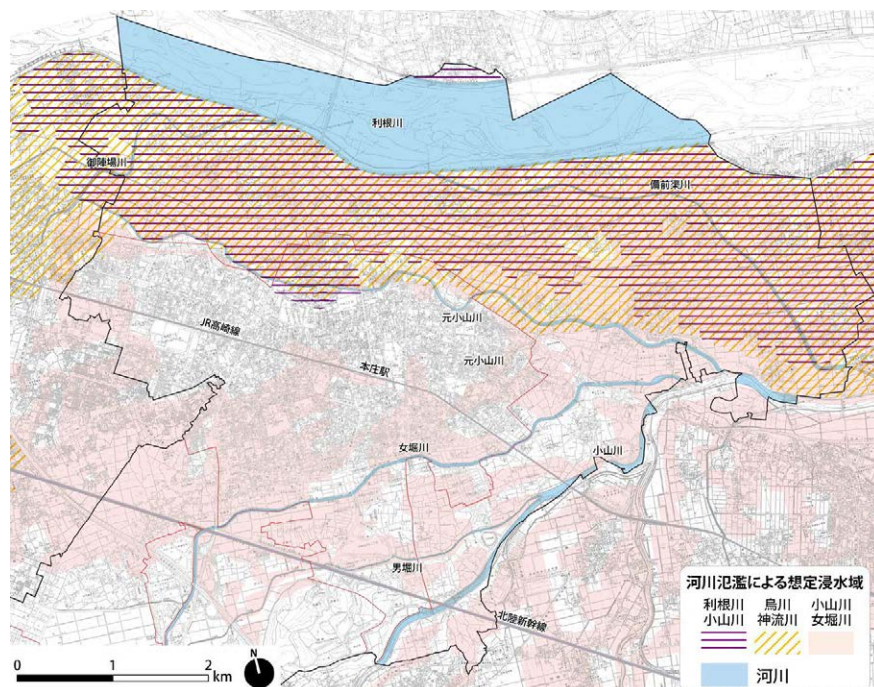 利根川
御陣場川
備前渠川
元小山川
JR高崎線
元小山川
本庄駅
女堀川
小山川
男堀川
北陸新幹線
河川氾濫による想定浸水域
利根川 烏川 小山川
小山川 神流川 女堀川
河川
0 1 2 km
N